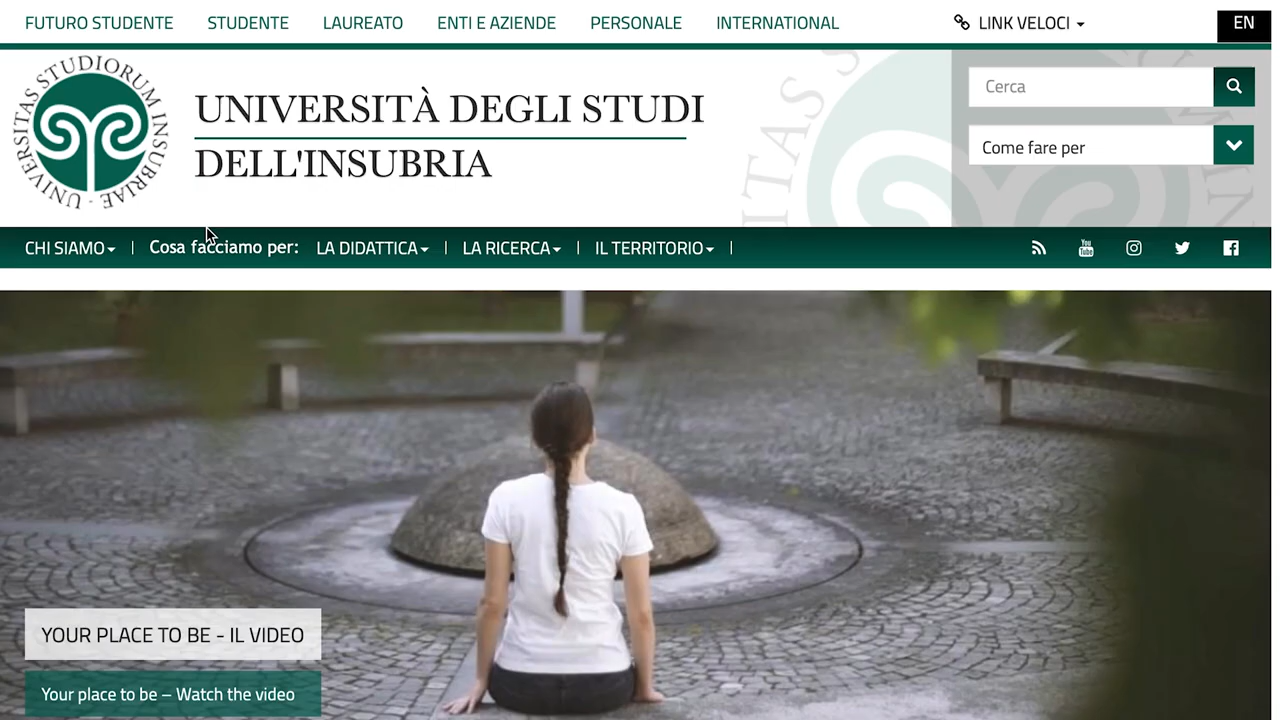 FUTURO STUDENTE STUDENTE LAUREATO ENTI E AZIENDE PERSONALE INTERNATIONAL LINK VELOCI EN
UNIVERSITAS STUDIORUM INSUBRIAE
UNIVERSITÀ DEGLI STUDI
DELL'INSUBRIA
Cerca
Come fare per
CHI SIAMO | Cosa facciamo per: LA DIDATTICA | LA RICERCA | IL TERRITORIO |
You Tube
YOUR PLACE TO BE - IL VIDEO
Your place to be – Watch the video